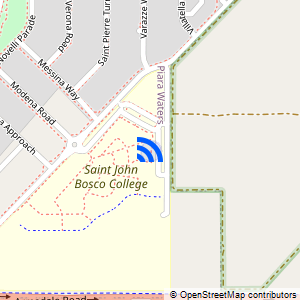 Novelli Parade
Verona Road
Saint Pierre Turn
Varazze W
Messina Way
Modena Road
Approach
Piara Waters
Saint John
Bosco College
Road
© OpenStreetMap contributors